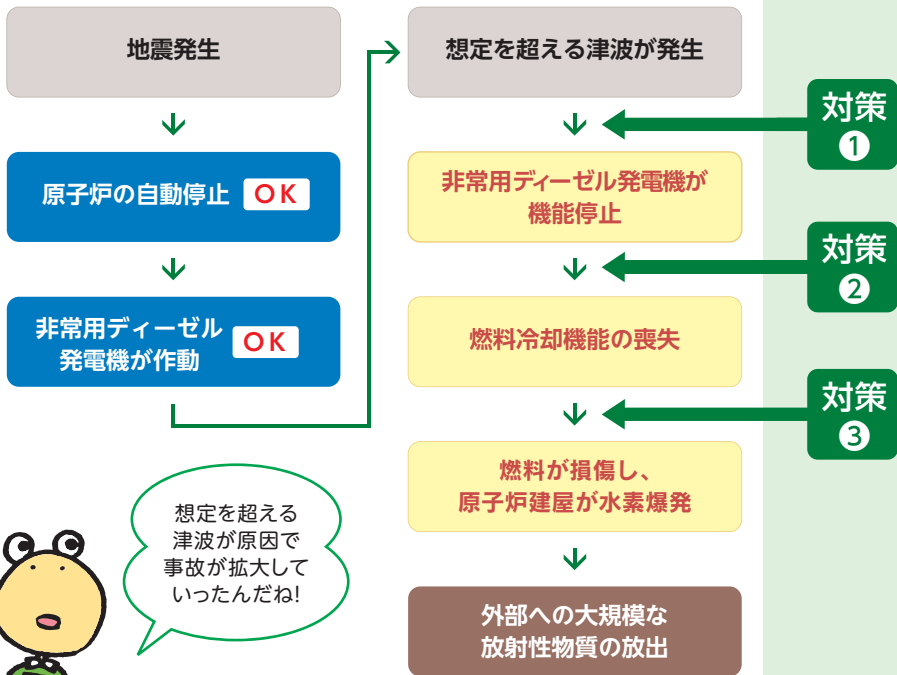 地震発生
原子炉の自動停止 OK
非常用ディーゼル
発電機が作動 OK
想定を超える津波が発生
非常用ディーゼル発電機が
機能停止
燃料冷却機能の喪失
燃料が損傷し、
原子炉建屋が水素爆発
外部への大規模な
放射性物質の放出
対策
❶
対策
❷
対策
❸
想定を超える
津波が原因で
事故が拡大して
いったんだね!